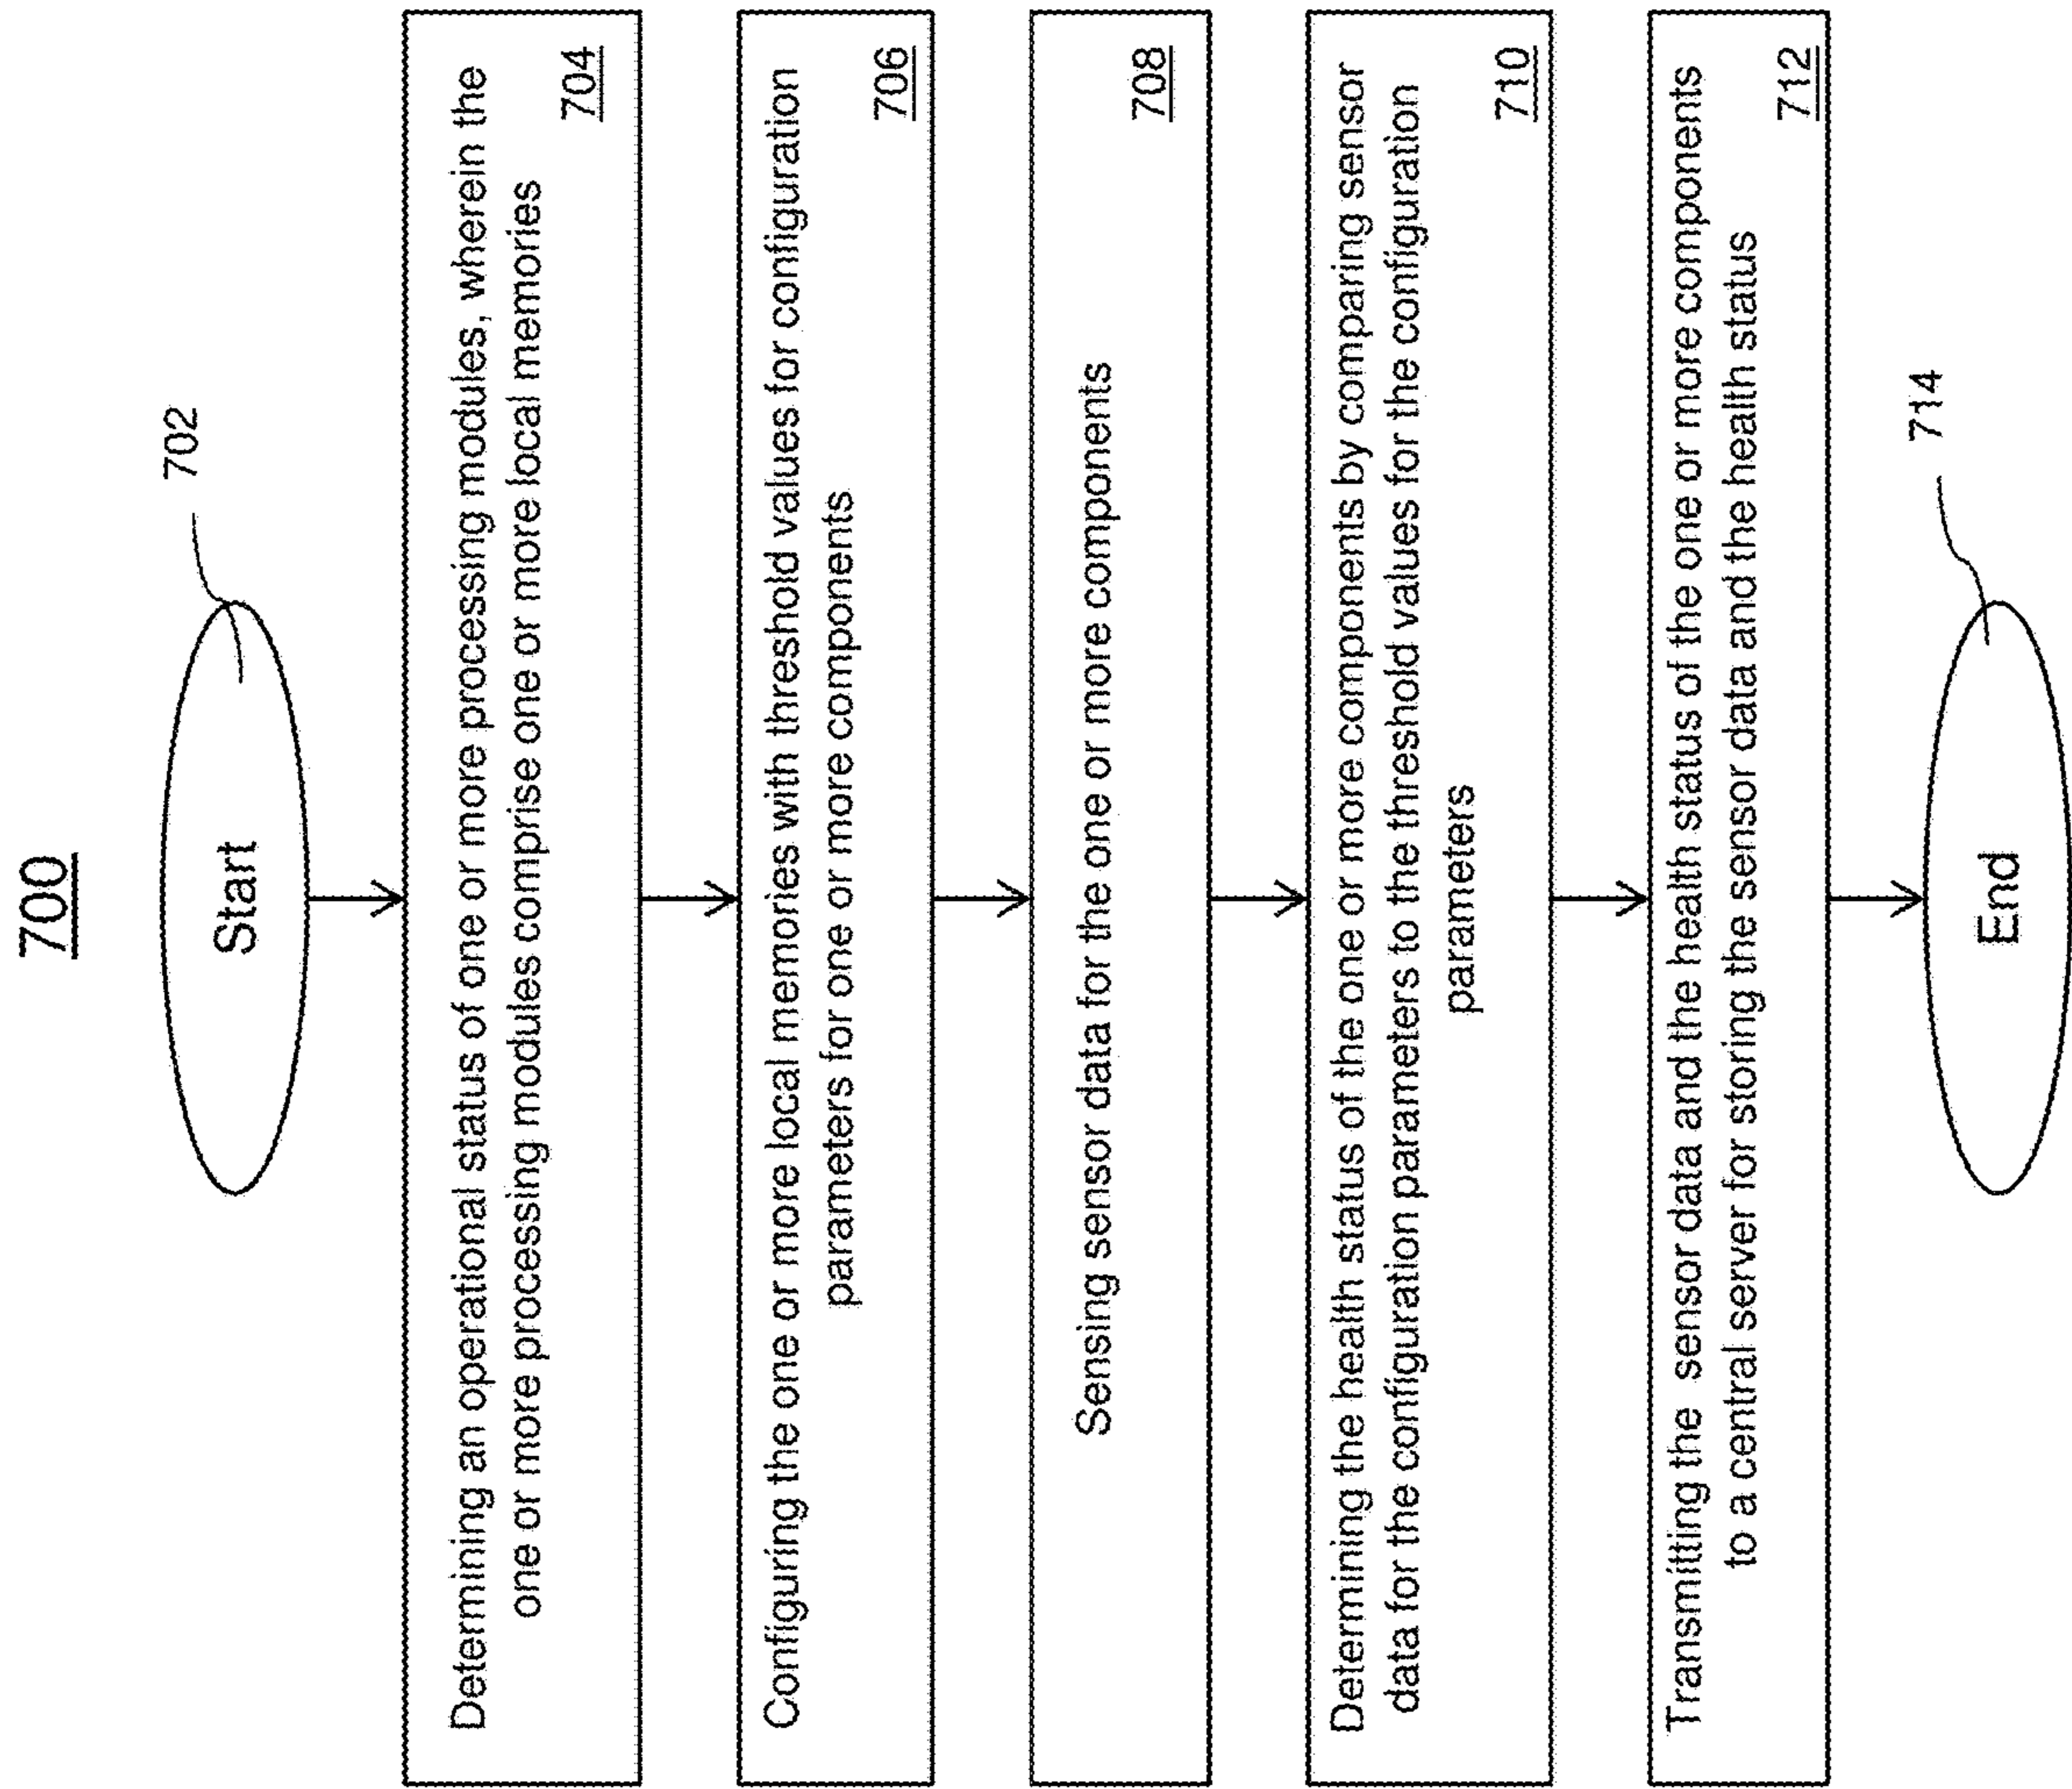 700
702
Start
Determining an operational status of one or more processing modules, wherein the
one or more processing modules comprise one or more local memories
704
Configuring the one or more local memories with threshold values for configuration
parameters for one or more components
706
Sensing sensor data for the one or more components
708
Determining the health status of the one or more components by comparing sensor
data for the configuration parameters to the threshold values for the configuration
parameters
710
Transmitting the sensor data and the health status of the one or more components
to a central server for storing the sensor data and the health status
712
714
End